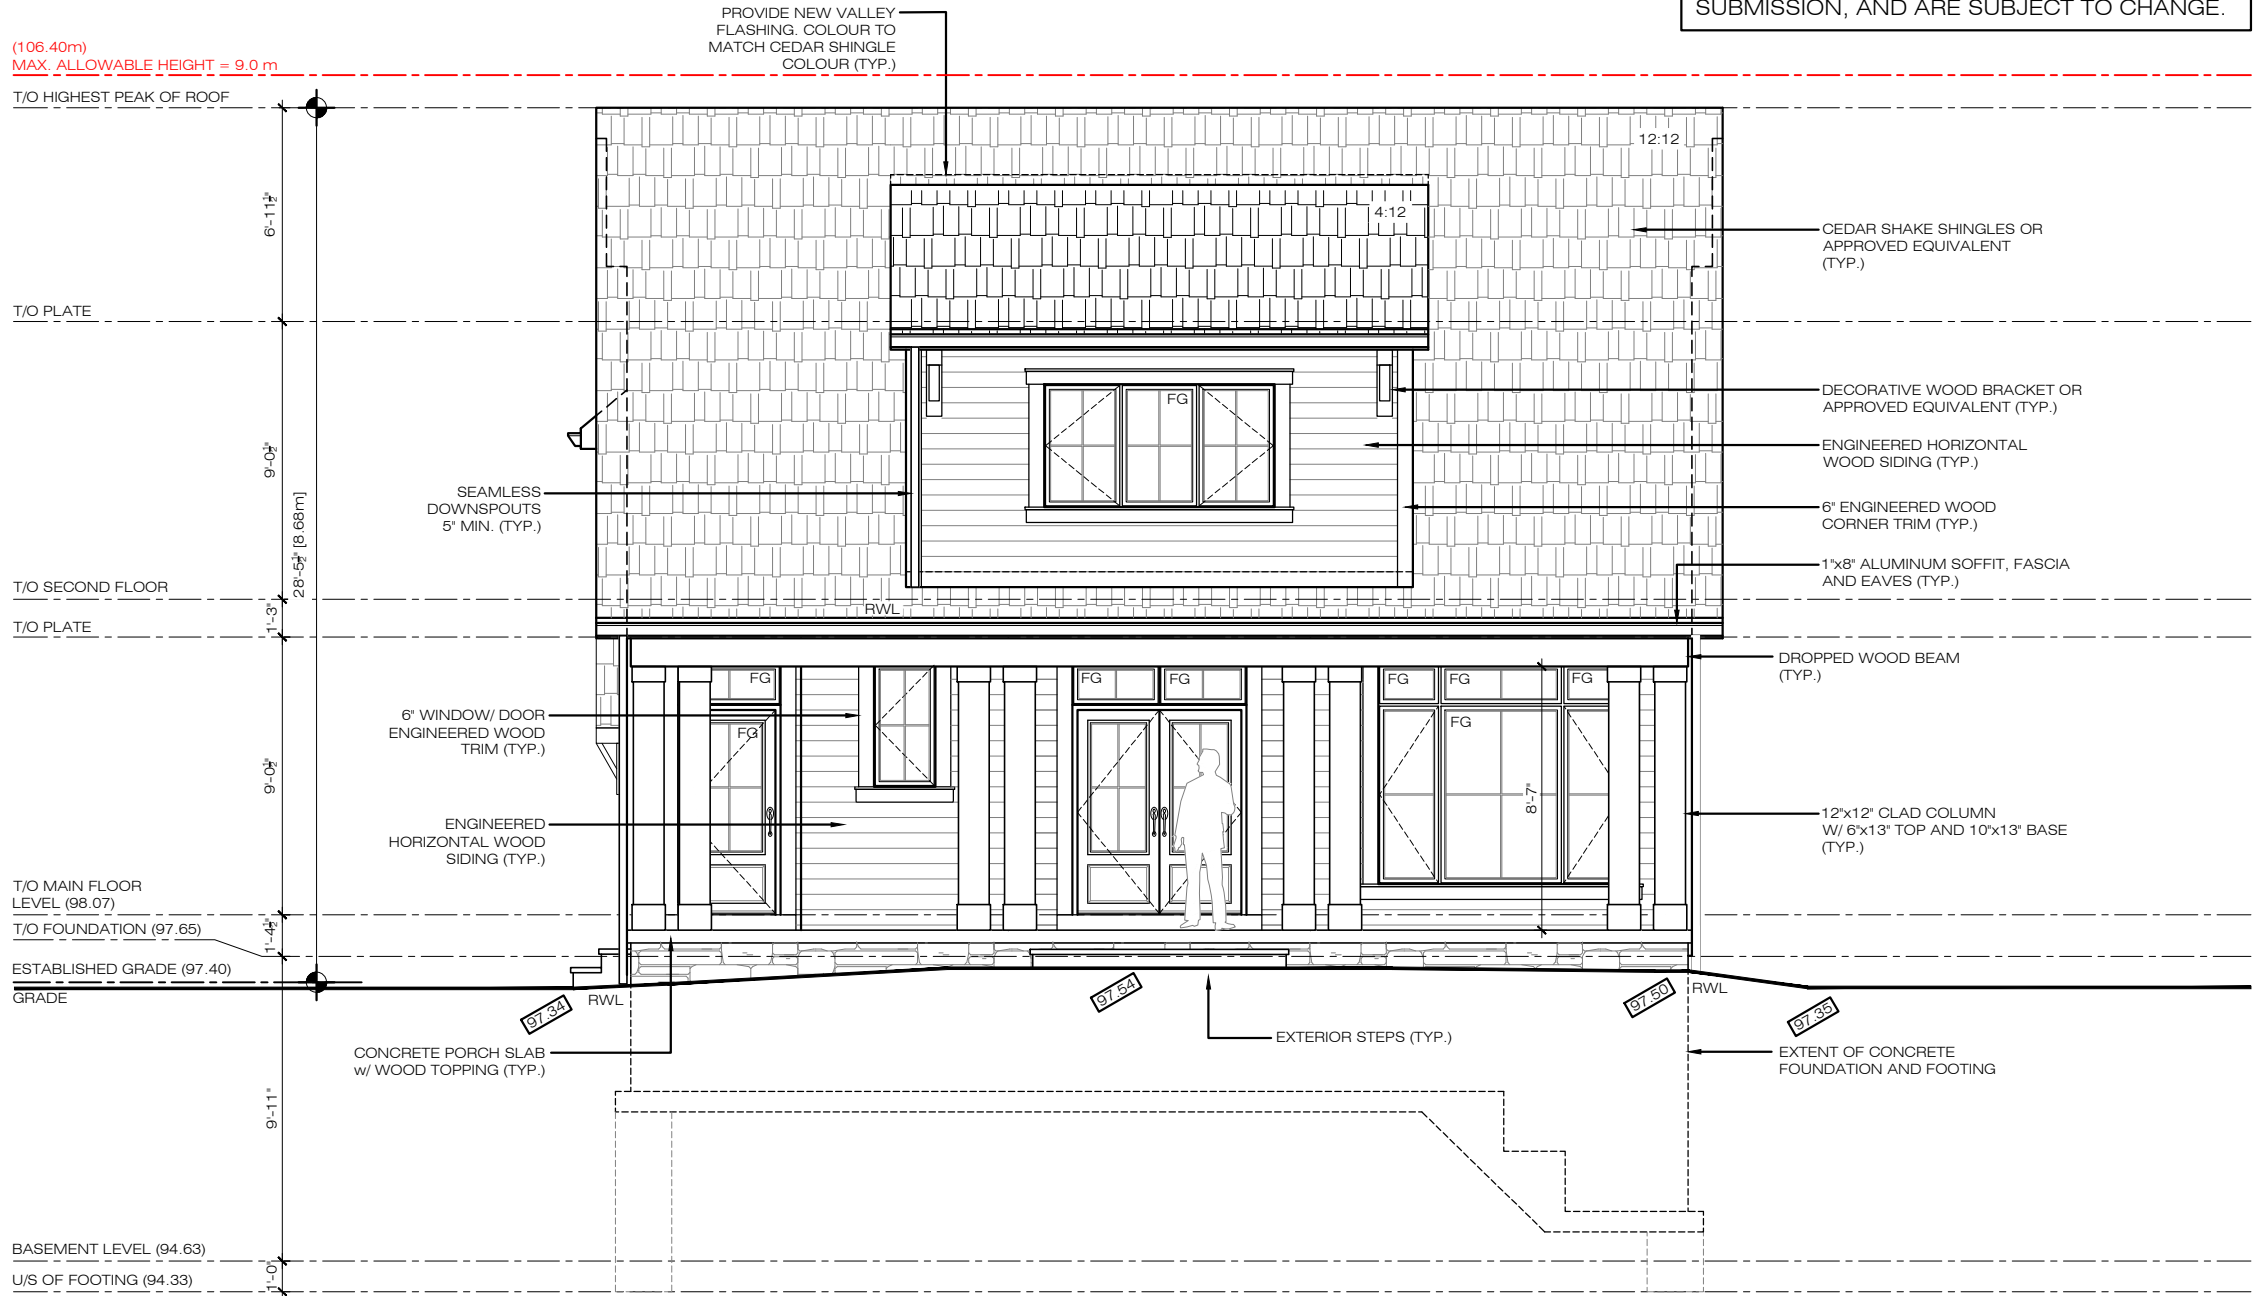 SUBMISSION, AND ARE SUBJECT TO CHANGE.
PROVIDE NEW VALLEY
FLASHING. COLOUR TO
MATCH CEDAR SHINGLE
COLOUR (TYP.)
(106.40m)
MAX. ALLOWABLE HEIGHT = 9.0 m
T/O HIGHEST PEAK OF ROOF
12:12
4:12
6'-11½"
CEDAR SHAKE SHINGLES OR
APPROVED EQUIVALENT
(TYP.)
T/O PLATE
DECORATIVE WOOD BRACKET OR
APPROVED EQUIVALENT (TYP.)
FG
ENGINEERED HORIZONTAL
WOOD SIDING (TYP.)
9'-0½"
28'-5½" [8.68m]
SEAMLESS
DOWNSPOUTS
5" MIN. (TYP.)
6" ENGINEERED WOOD
CORNER TRIM (TYP.)
1"x8" ALUMINUM SOFFIT, FASCIA
AND EAVES (TYP.)
T/O SECOND FLOOR
RWL
1'-3"
T/O PLATE
DROPPED WOOD BEAM
(TYP.)
FG
FG
FG
FG
FG
FG
FG
FG
6" WINDOW/ DOOR
ENGINEERED WOOD
TRIM (TYP.)
9'-0½"
8'-7"
12"x12" CLAD COLUMN
W/ 6"x13" TOP AND 10"x13" BASE
(TYP.)
ENGINEERED
HORIZONTAL WOOD
SIDING (TYP.)
T/O MAIN FLOOR
LEVEL (98.07)
T/O FOUNDATION (97.65)
1'-4½"
ESTABLISHED GRADE (97.40)
GRADE
RWL
RWL
97.34
97.54
97.50
97.35
EXTERIOR STEPS (TYP.)
CONCRETE PORCH SLAB
w/ WOOD TOPPING (TYP.)
EXTENT OF CONCRETE
FOUNDATION AND FOOTING
9'-11"
BASEMENT LEVEL (94.63)
U/S OF FOOTING (94.33)
1'-0"